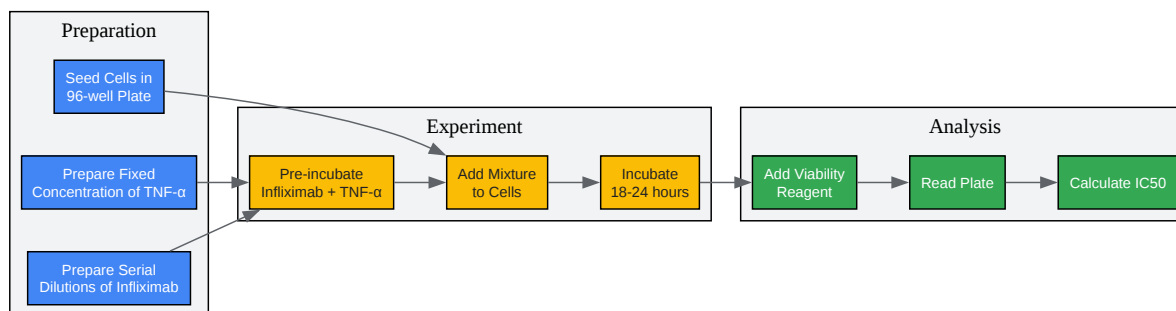 Preparation
Seed Cells in
96-well Plate
Prepare Fixed
Concentration of TNF-α
Prepare Serial
Dilutions of Infliximab
Experiment
Pre-incubate
Infliximab + TNF-α
Add Mixture
to Cells
Incubate
18-24 hours
Analysis
Add Viability
Reagent
Read Plate
Calculate IC50